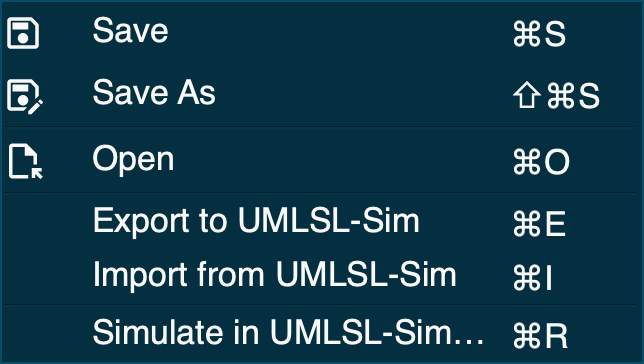 Save ⌘S
Save As ⇧⌘S
Open ⌘O
Export to UMLSL-Sim ⌘E
Import from UMLSL-Sim ⌘I
Simulate in UMLSL-Sim... ⌘R